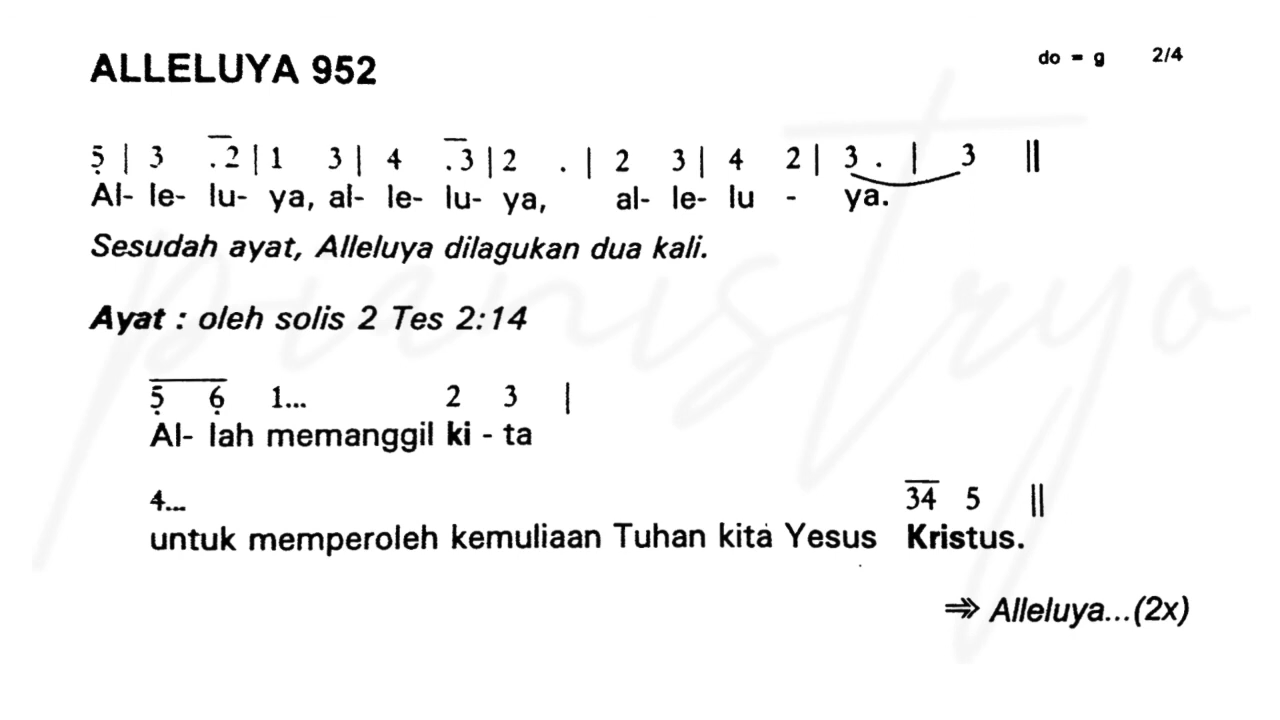 ALLELUYA 952 do = g 2/4
5̣ | 3 .2 | 1 3 | 4 .3 | 2 . | 2 3 | 4 2 | 3 . | 3 ||
Al- le- lu- ya, al- le- lu- ya, al- le- lu - ya.
Sesudah ayat, Alleluya dilagukan dua kali.
Ayat : oleh solis 2 Tes 2:14
5̣ 6̣ 1... 2 3 |
Al- lah memanggil ki - ta
4... 34 5 ||
untuk memperoleh kemuliaan Tuhan kita Yesus Kristus.
⇒ Alleluya...(2x)
pianistryo